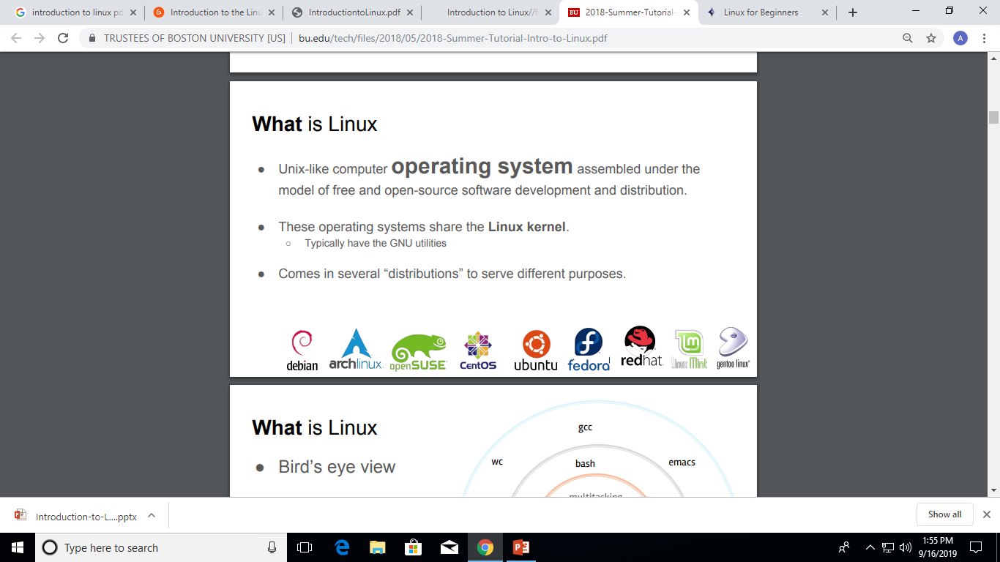 introduction to linux pd
Introduction to the Linu
IntroductiontoLinux.pdf
Introduction to Linux//f
BU
2018-Summer-Tutorial-
Linux for Beginners
TRUSTEES OF BOSTON UNIVERSITY [US]
bu.edu/tech/files/2018/05/2018-Summer-Tutorial-Intro-to-Linux.pdf
A
What is Linux
● Unix-like computer operating system assembled under the
model of free and open-source software development and distribution.
● These operating systems share the Linux kernel.
○ Typically have the GNU utilities
● Comes in several “distributions” to serve different purposes.
debian
archlinux
openSUSE
CentOS
ubuntu
fedora
redhat
Linux Mint
gentoo linux
What is Linux
● Bird’s eye view
gcc
wc
bash
emacs
multitasking
Introduction-to-L....pptx
Show all
Type here to search
1:55 PM
9/16/2019